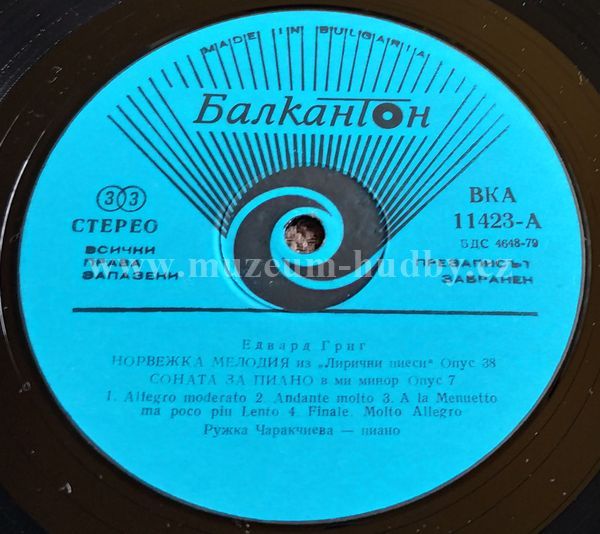 MADE IN BULGARIA
Балкантон
33
СТЕРЕО
ВСИЧКИ
ПРАВА
ЗАПАЗЕНИ
ВКА
11423-А
БДС 4648-79
ПРЕЗАПИСЪТ
ЗАБРАНЕН
www.muzeum-hudby.cz
Едвард Григ
НОРВЕЖКА МЕЛОДИЯ из „Лирични пиеси“ Опус 38
СОНАТА ЗА ПИАНО в ми минор Опус 7
1. Allegro moderato 2. Andante molto 3. A la Menuetto
ma poco piu Lento 4. Finale. Molto Allegro
Ружка Чаракчиева — пиано